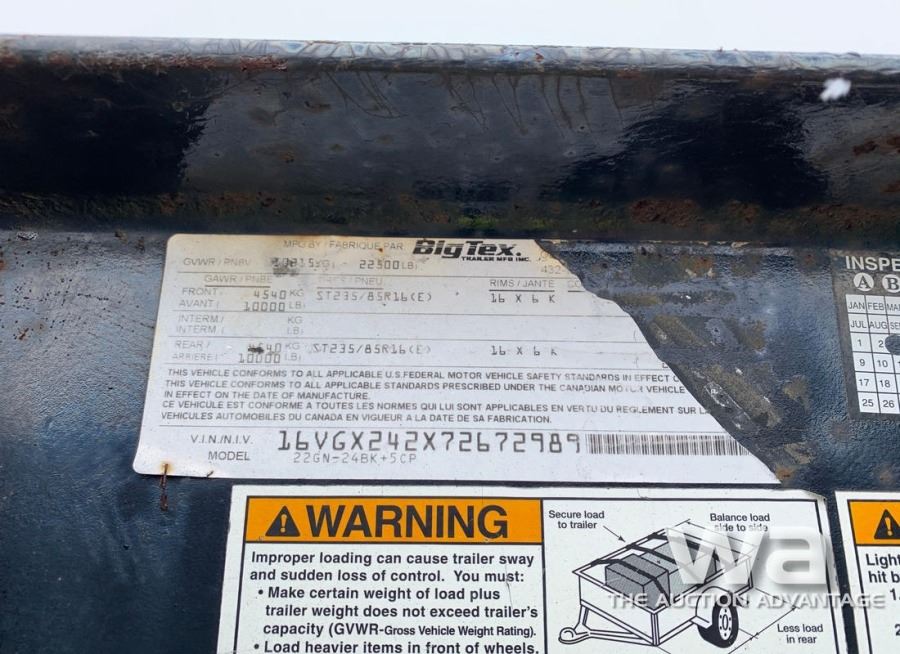 MFG BY / FABRIQUE PAR BigTex
TRAILER MFG INC.
GVWR / PNBV KG - 22500 LB
GAWR / PNBE RIMS / JANTE
FRONT / 4540 KG ST235/85R16(E) 16 X 6 K
AVANT 10000 LB
INTERM./ KG
INTERM. LB
REAR / 4540 KG ST235/85R16(E) 16 X 6 K
ARRIERE 10000 LB
THIS VEHICLE CONFORMS TO ALL APPLICABLE U.S. FEDERAL MOTOR VEHICLE SAFETY STANDARDS IN EFFECT
THIS VEHICLE CONFORMS TO ALL APPLICABLE STANDARDS PRESCRIBED UNDER THE CANADIAN MOTOR VEHICLE
IN EFFECT ON THE DATE OF MANUFACTURE.
CE VEHICULE EST CONFORME A TOUTES LES NORMES QUI LUI SONT APPLICABLES EN VERTU DU REGLEMENT SUR LA
VEHICULES AUTOMOBILES DU CANADA EN VIGUEUR A LA DATE DE SA FABRICATION.
V.I.N./N.I.V. 16VGX242X72672989
MODEL 22GN-24BK+5CP
INSPE
A B
JAN FEB
JUL AUG
1 2
9
17 18
25 26
WARNING
Improper loading can cause trailer sway
and sudden loss of control. You must:
• Make certain weight of load plus
trailer weight does not exceed trailer's
capacity (GVWR-Gross Vehicle Weight Rating).
• Load heavier items in front of wheels.
Secure load
to trailer
Balance load
side to side
Less load
in rear
Light
hit b
1.
2
wa
THE AUCTION ADVANTAGE